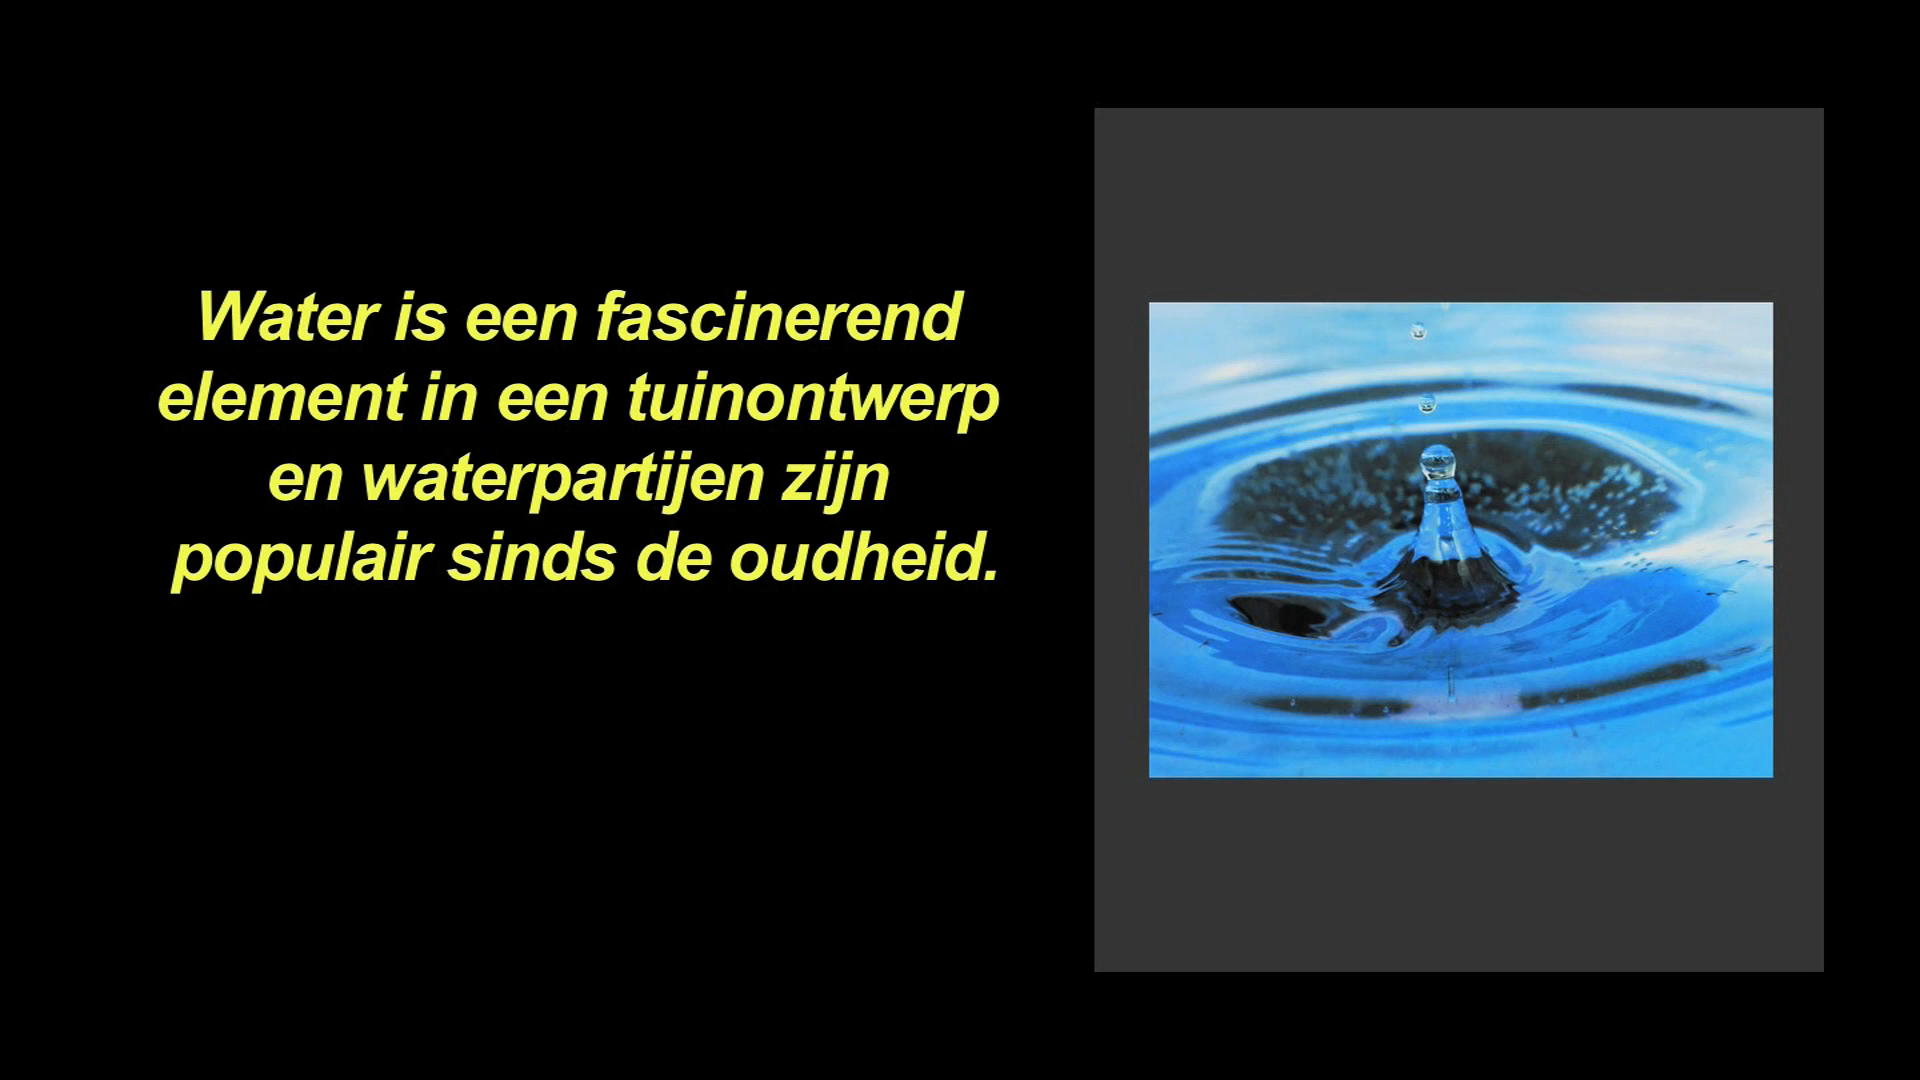 Water is een fascinerend
element in een tuinontwerp
en waterpartijen zijn
populair sinds de oudheid.